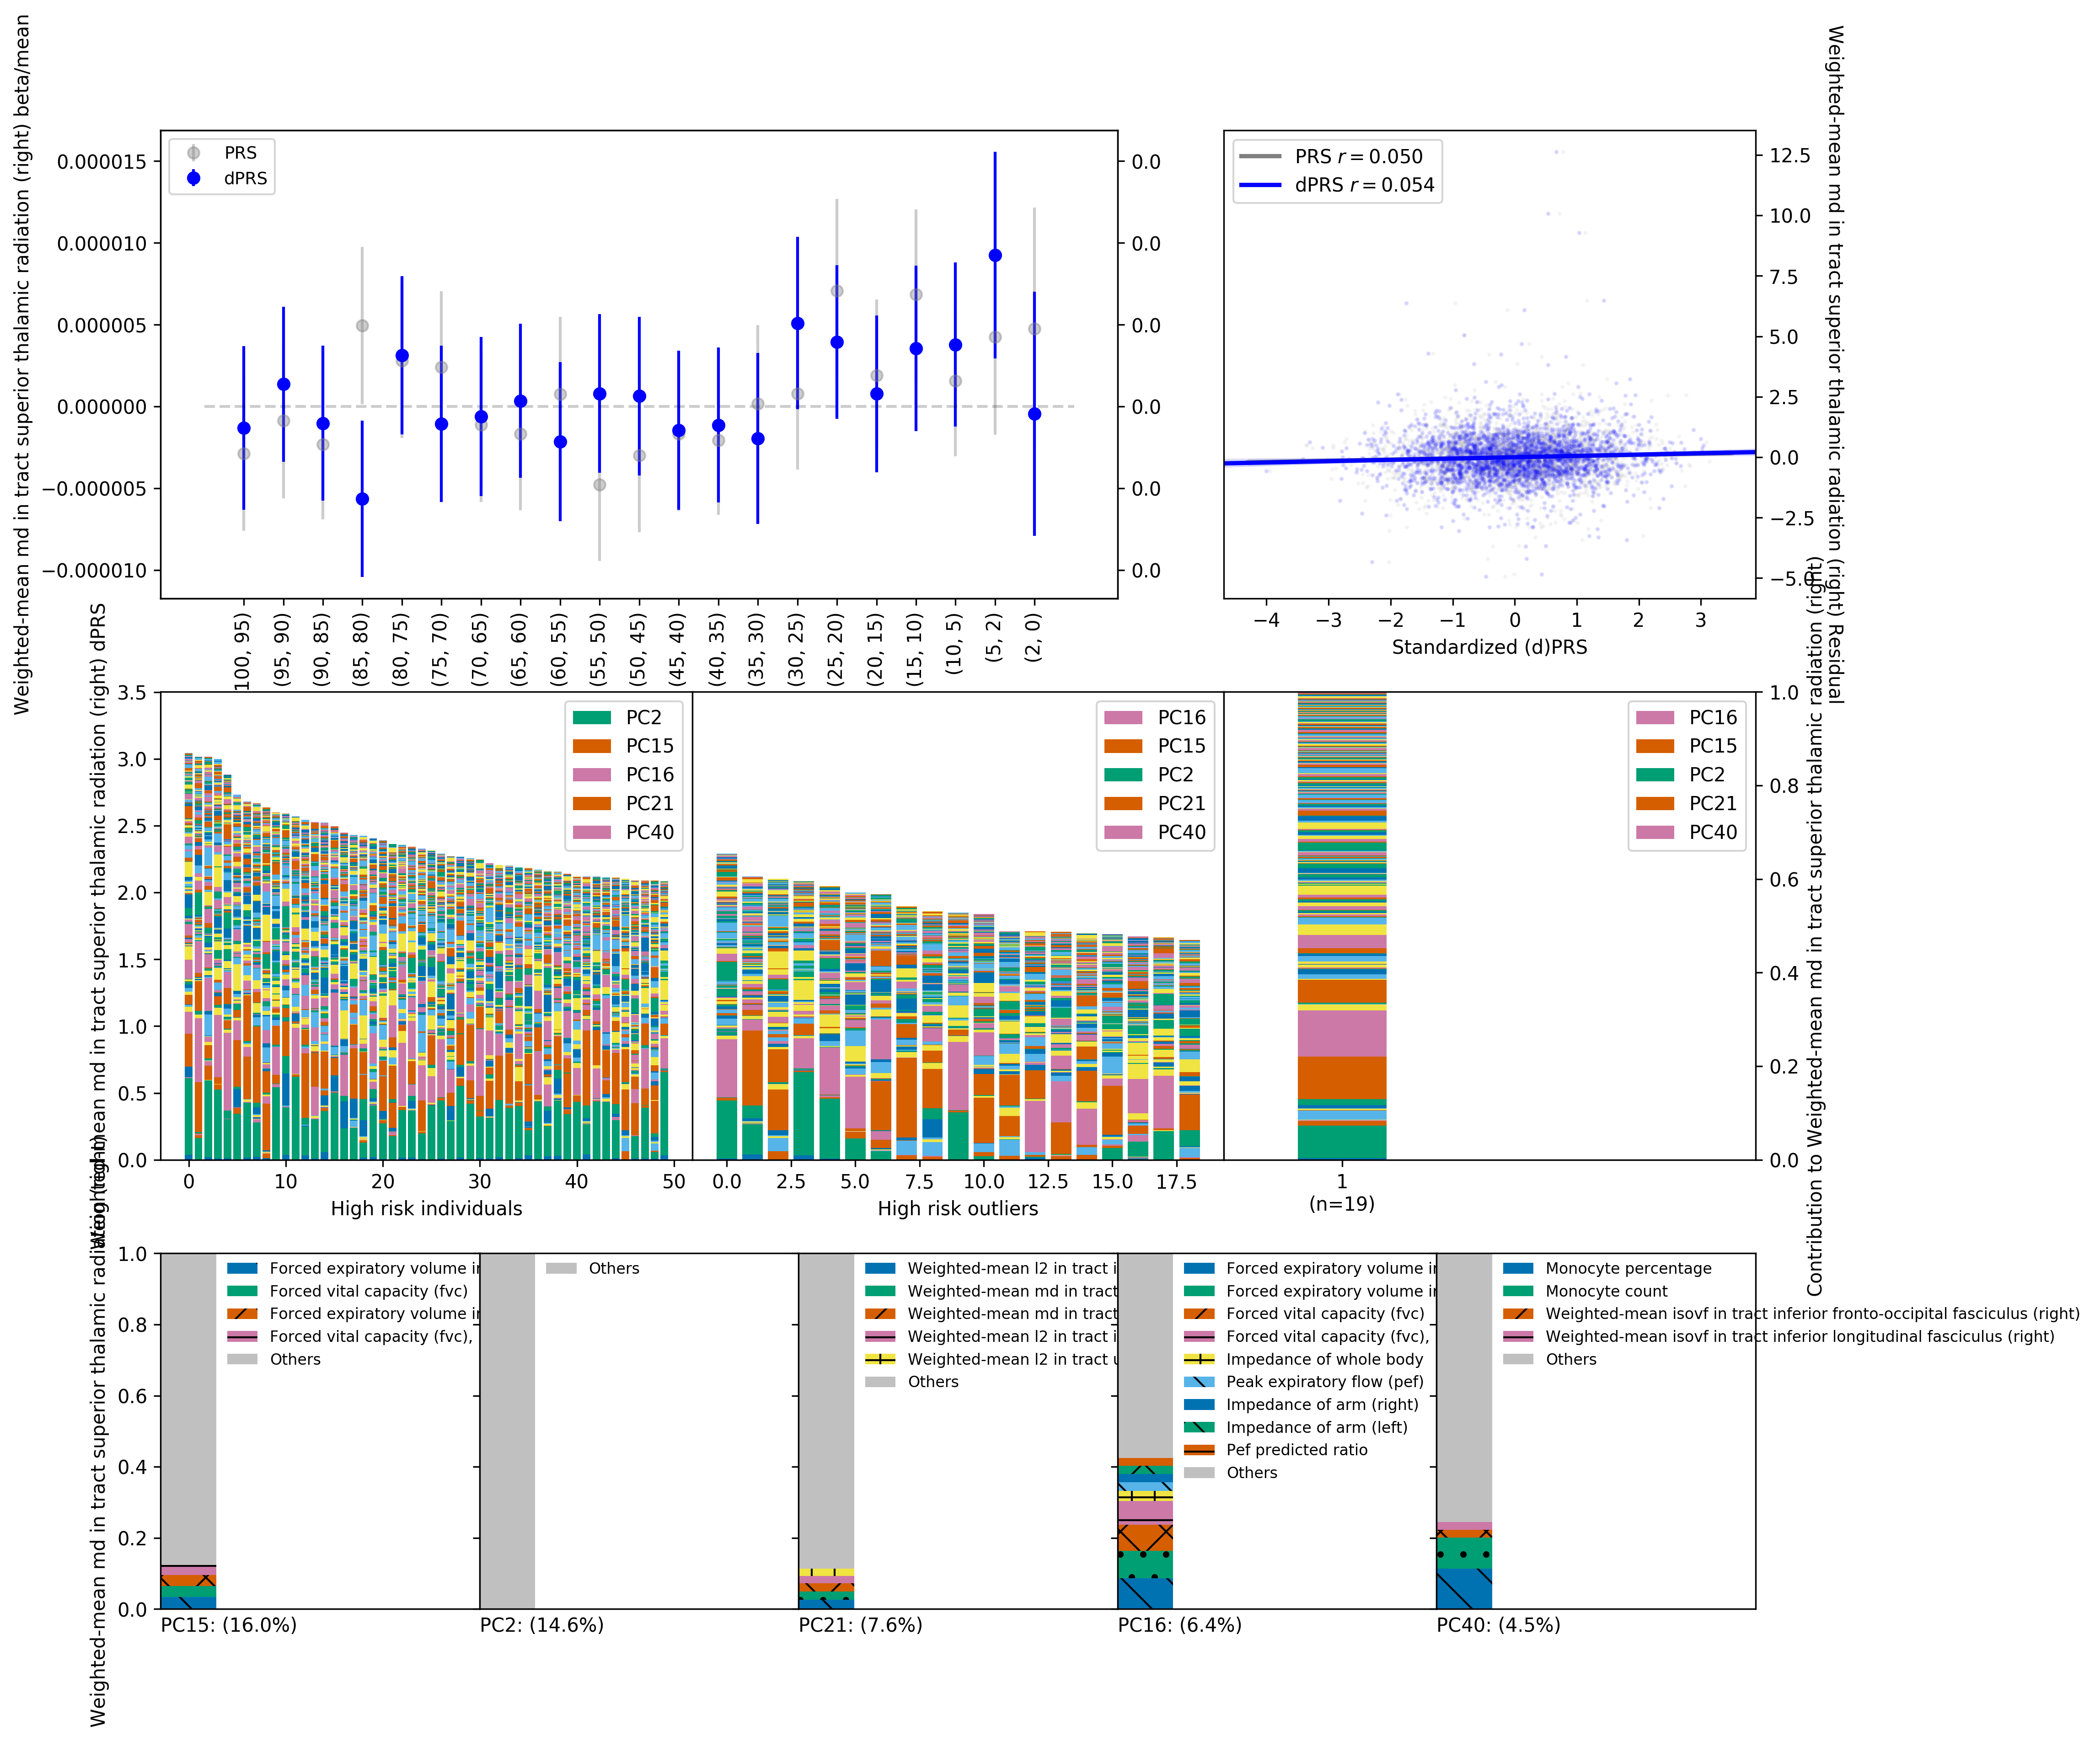 Weighted-mean md in tract superior thalamic radiation (right) beta/mean
0.000015
0.000010
0.000005
0.000000
−0.000005
−0.000010
PRS
dPRS
0.0
0.0
0.0
0.0
0.0
0.0
100, 95)
(95, 90)
(90, 85)
(85, 80)
(80, 75)
(75, 70)
(70, 65)
(65, 60)
(60, 55)
(55, 50)
(50, 45)
(45, 40)
(40, 35)
(35, 30)
(30, 25)
(25, 20)
(20, 15)
(15, 10)
(10, 5)
(5, 2)
(2, 0)
PRS r = 0.050
dPRS r = 0.054
12.5
10.0
7.5
5.0
2.5
0.0
−2.5
−5.0
−4
−3
−2
−1
0
1
2
3
Standardized (d)PRS
Weighted-mean md in tract superior thalamic radiation (right) Residual
Weighted-mean md in tract superior thalamic radiation (right) dPRS
3.5
3.0
2.5
2.0
1.5
1.0
0.5
0.0
PC2
PC15
PC16
PC21
PC40
0
10
20
30
40
50
High risk individuals
PC16
PC15
PC2
PC21
PC40
0.0
2.5
5.0
7.5
10.0
12.5
15.0
17.5
High risk outliers
PC16
PC15
PC2
PC21
PC40
1
(n=19)
1.0
0.8
0.6
0.4
0.2
0.0
Contribution to Weighted-mean md in tract superior thalamic radiation (right)
Weighted-mean md in tract superior thalamic radiation (right)
1.0
0.8
0.6
0.4
0.2
0.0
Forced expiratory volume in
Forced vital capacity (fvc)
Forced expiratory volume in
Forced vital capacity (fvc),
Others
PC15: (16.0%)
Others
PC2: (14.6%)
Weighted-mean l2 in tract i
Weighted-mean md in tract
Weighted-mean md in tract
Weighted-mean l2 in tract i
Weighted-mean l2 in tract u
Others
PC21: (7.6%)
Forced expiratory volume in
Forced expiratory volume in
Forced vital capacity (fvc)
Forced vital capacity (fvc),
Impedance of whole body
Peak expiratory flow (pef)
Impedance of arm (right)
Impedance of arm (left)
Pef predicted ratio
Others
PC16: (6.4%)
Monocyte percentage
Monocyte count
Weighted-mean isovf in tract inferior fronto-occipital fasciculus (right)
Weighted-mean isovf in tract inferior longitudinal fasciculus (right)
Others
PC40: (4.5%)